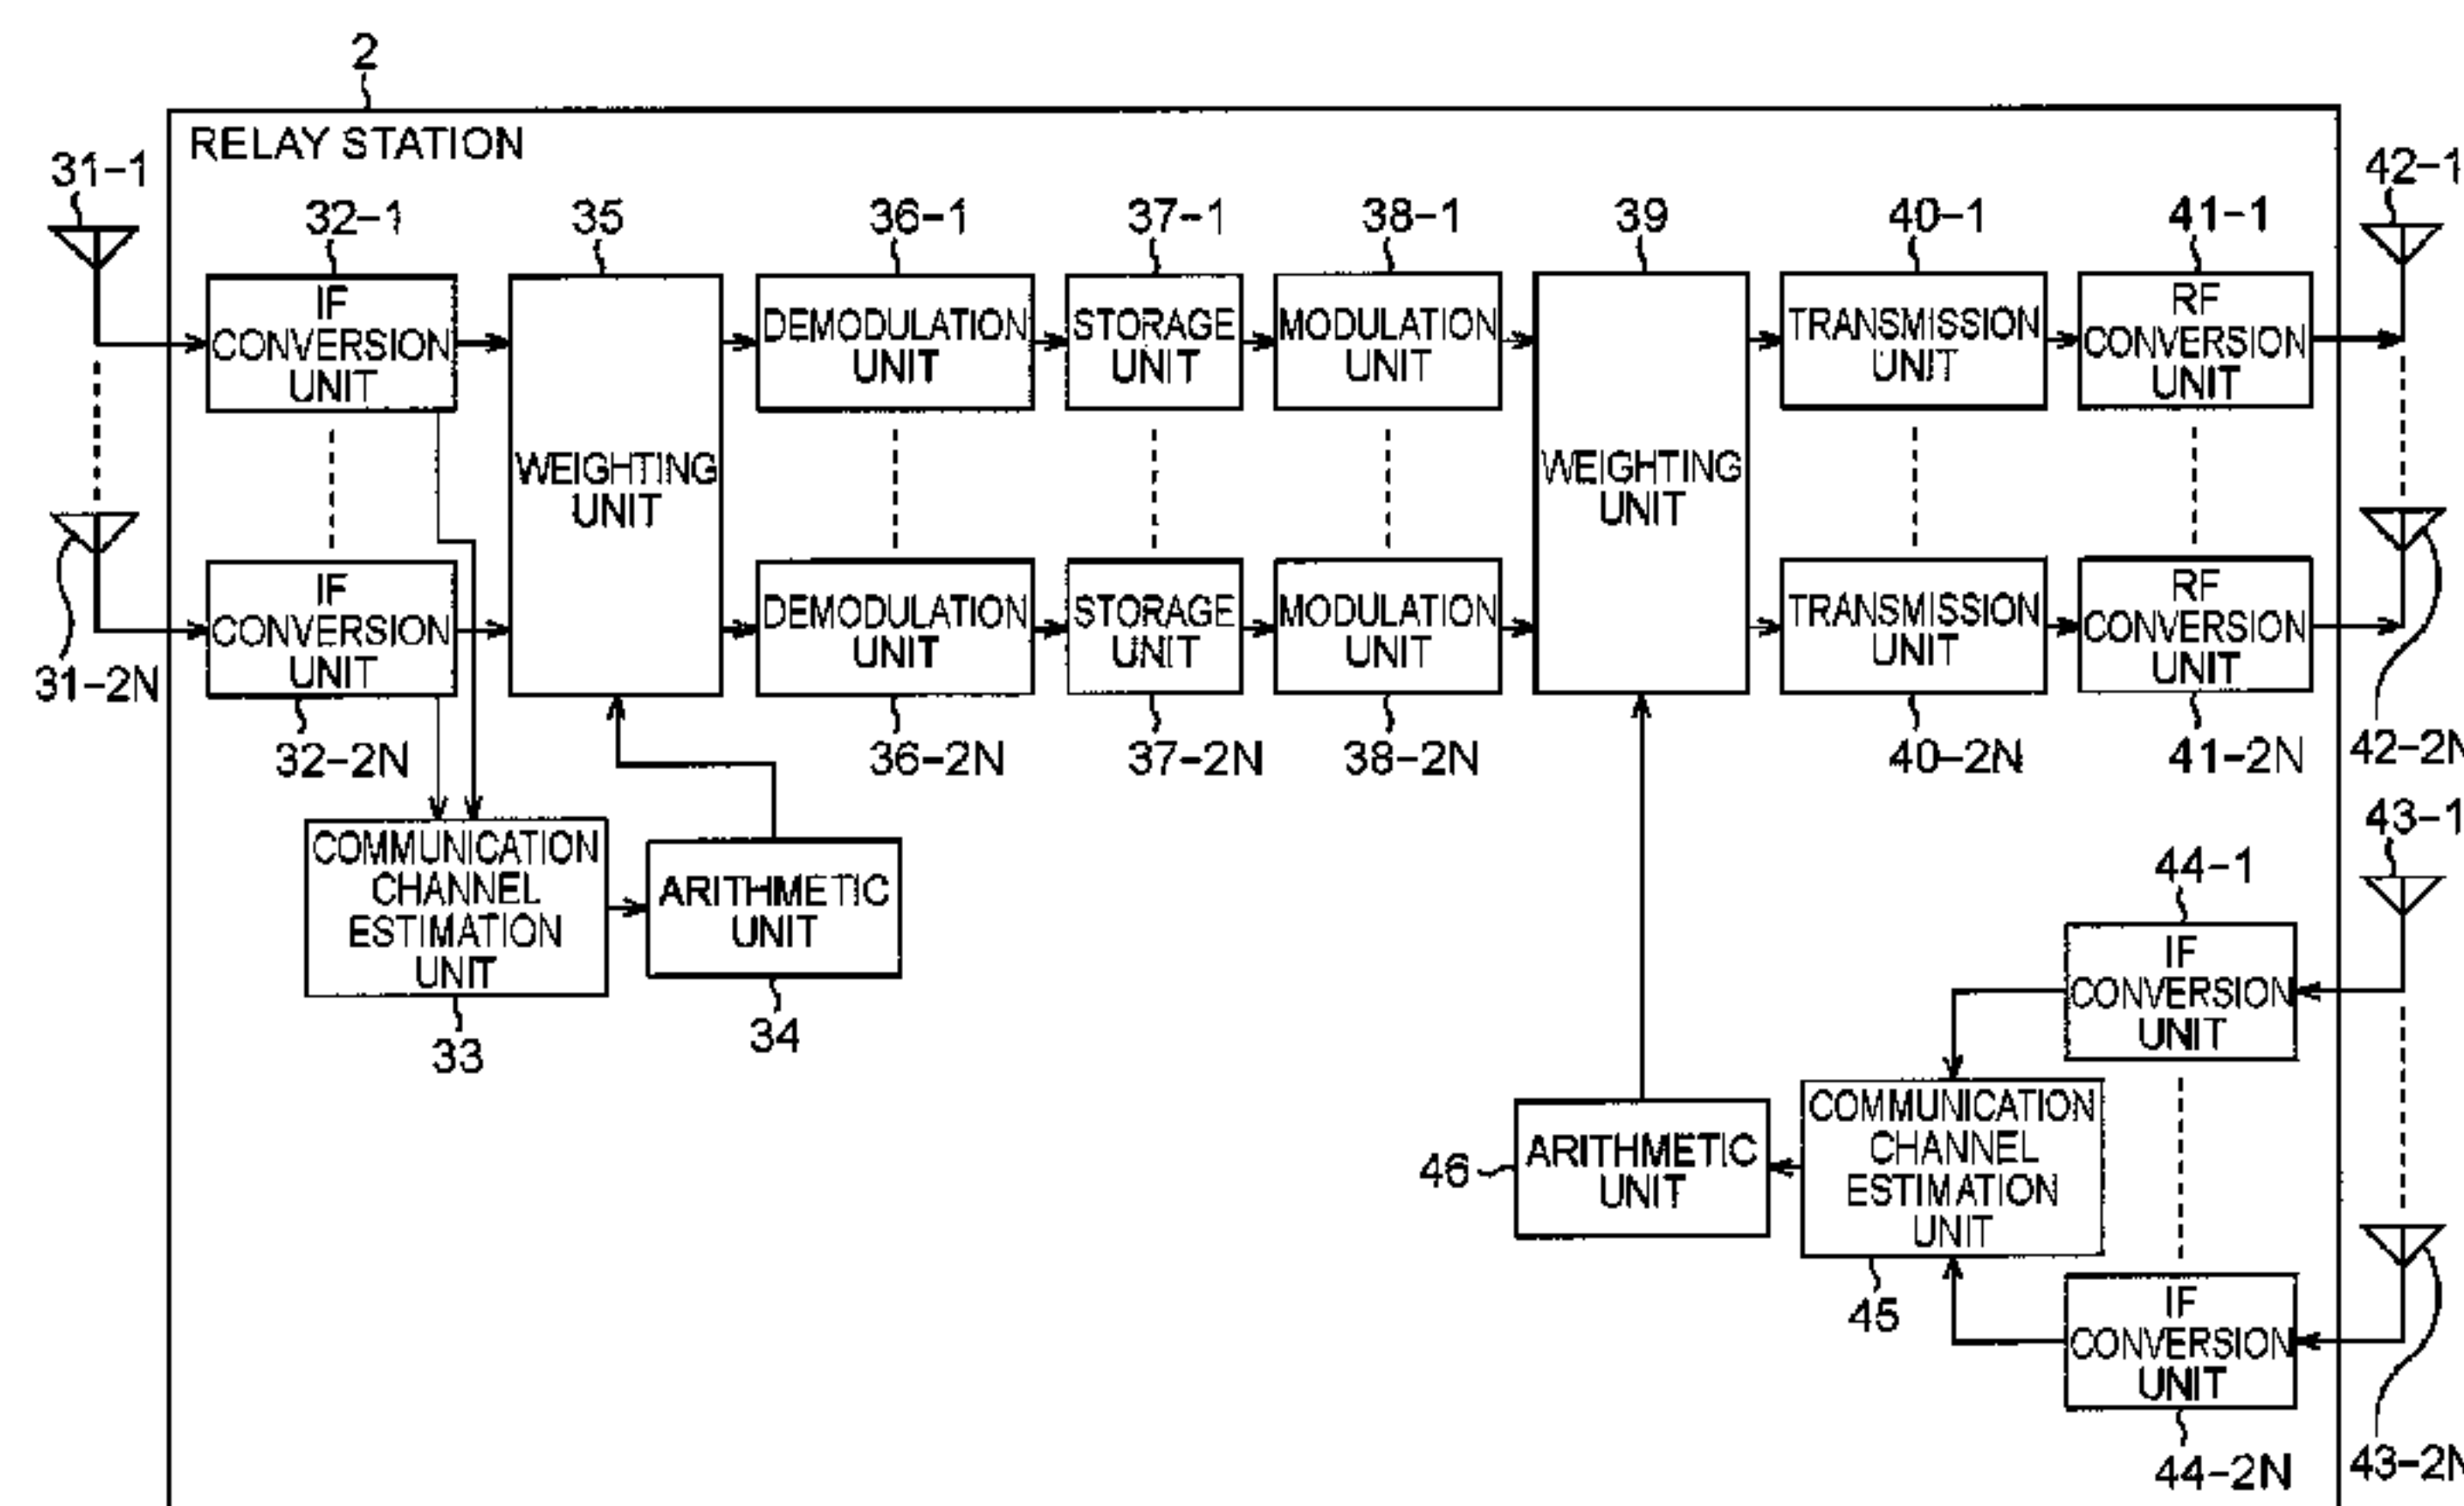 2
RELAY STATION
31-1
32-1
35
36-1
37-1
38-1
39
40-1
41-1
42-1
IF
CONVERSION
UNIT
WEIGHTING
UNIT
DEMODULATION
UNIT
STORAGE
UNIT
MODULATION
UNIT
WEIGHTING
UNIT
TRANSMISSION
UNIT
RF
CONVERSION
UNIT
IF
CONVERSION
UNIT
DEMODULATION
UNIT
STORAGE
UNIT
MODULATION
UNIT
TRANSMISSION
UNIT
RF
CONVERSION
UNIT
31-2N
32-2N
36-2N
37-2N
38-2N
40-2N
41-2N
42-2N
COMMUNICATION
CHANNEL
ESTIMATION
UNIT
33
ARITHMETIC
UNIT
34
43-1
44-1
IF
CONVERSION
UNIT
46
ARITHMETIC
UNIT
COMMUNICATION
CHANNEL
ESTIMATION
UNIT
45
IF
CONVERSION
UNIT
44-2N
43-2N